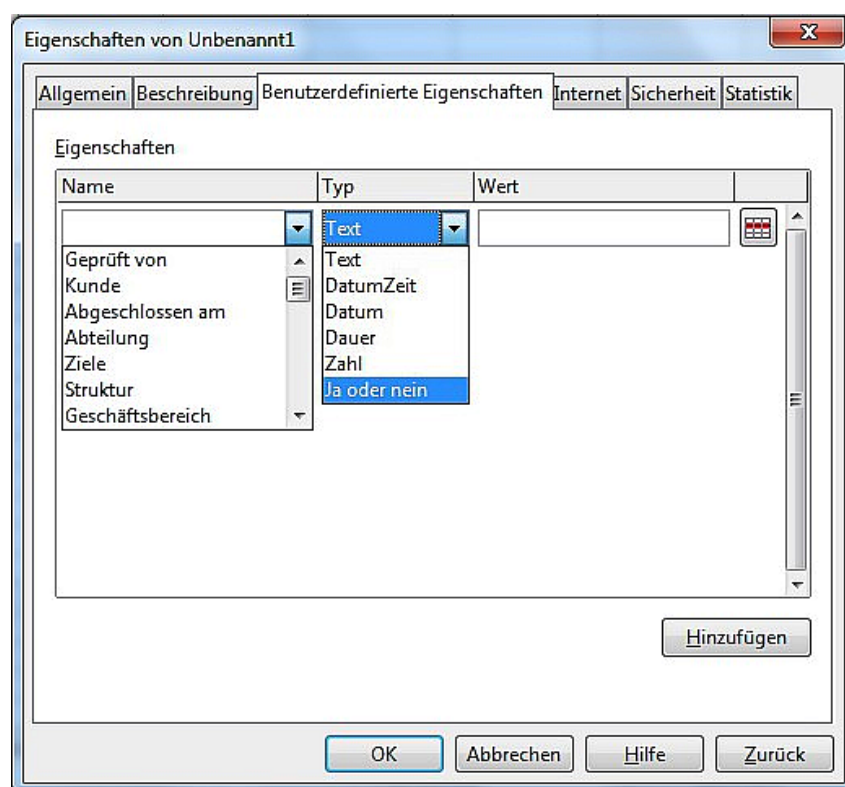 Eigenschaften von Unbenannt1
Allgemein Beschreibung Benutzerdefinierte Eigenschaften Internet Sicherheit Statistik
Eigenschaften
Name Typ Wert
Text
Geprüft von Text
Kunde DatumZeit
Abgeschlossen am Datum
Abteilung Dauer
Ziele Zahl
Struktur Ja oder nein
Geschäftsbereich
Hinzufügen
OK Abbrechen Hilfe Zurück